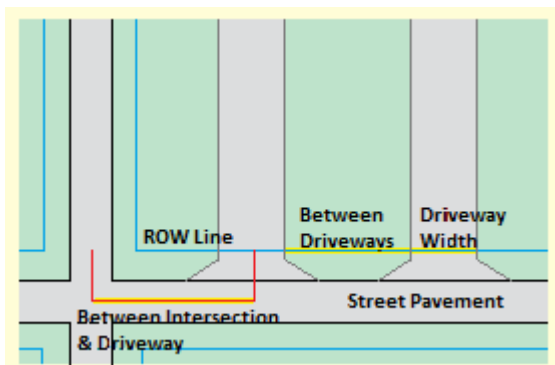 Between
Driveways
Driveway
Width
ROW Line
Street Pavement
Between Intersection
& Driveway